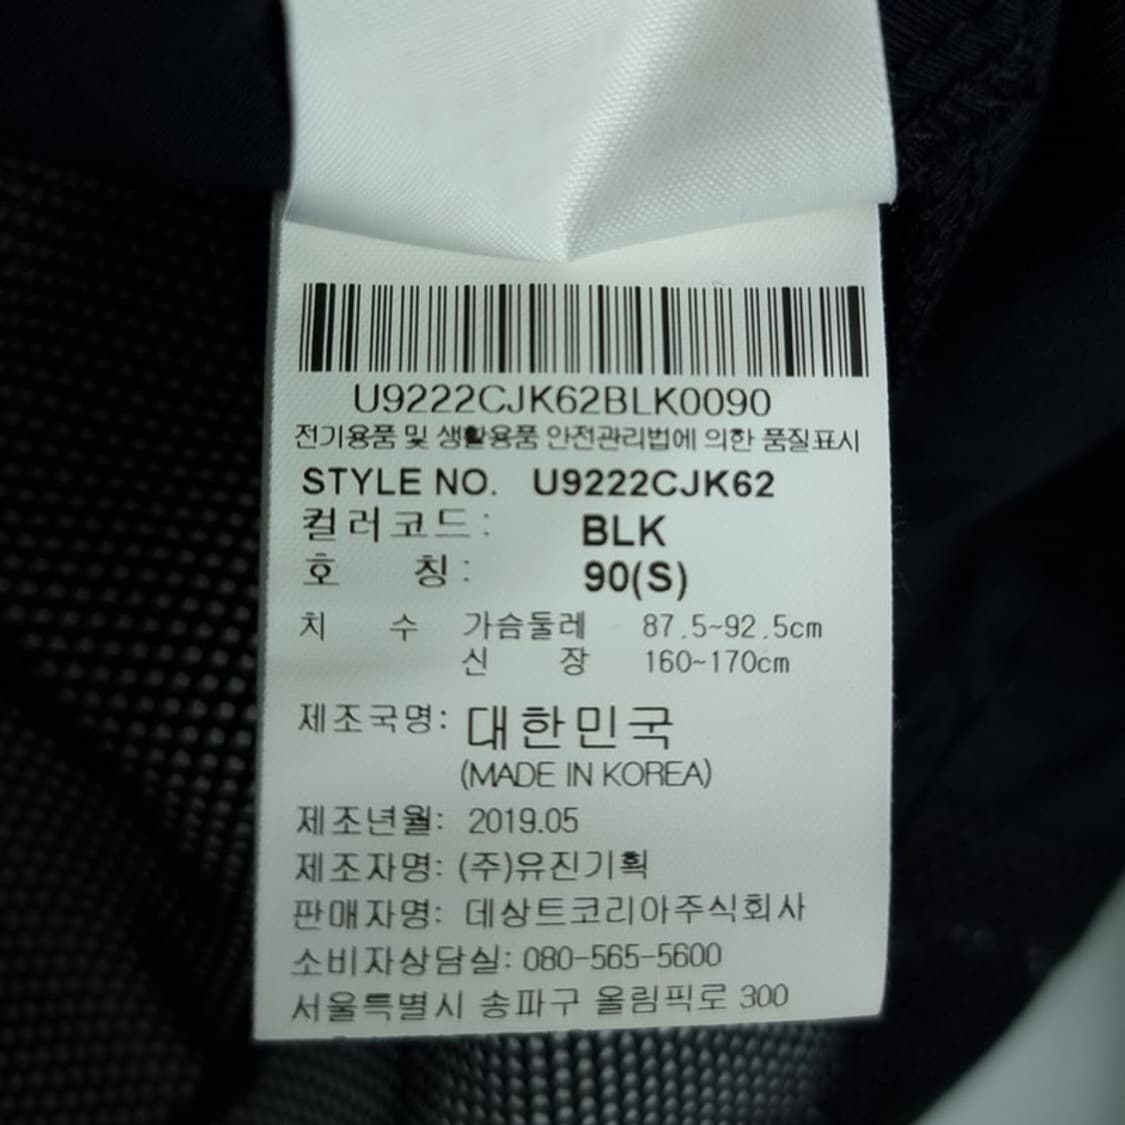 U9222CJK62BLK0090
전기용품 및 생활용품 안전관리법에 의한 품질표시
STYLE NO. U9222CJK62
컬러코드: BLK
호 칭: 90(S)
치 수 가슴둘레 87.5~92.5cm
신 장 160~170cm
제조국명: 대한민국
(MADE IN KOREA)
제조년월: 2019.05
제조자명: (주)유진기획
판매자명: 데상트코리아주식회사
소비자상담실: 080-565-5600
서울특별시 송파구 올림픽로 300